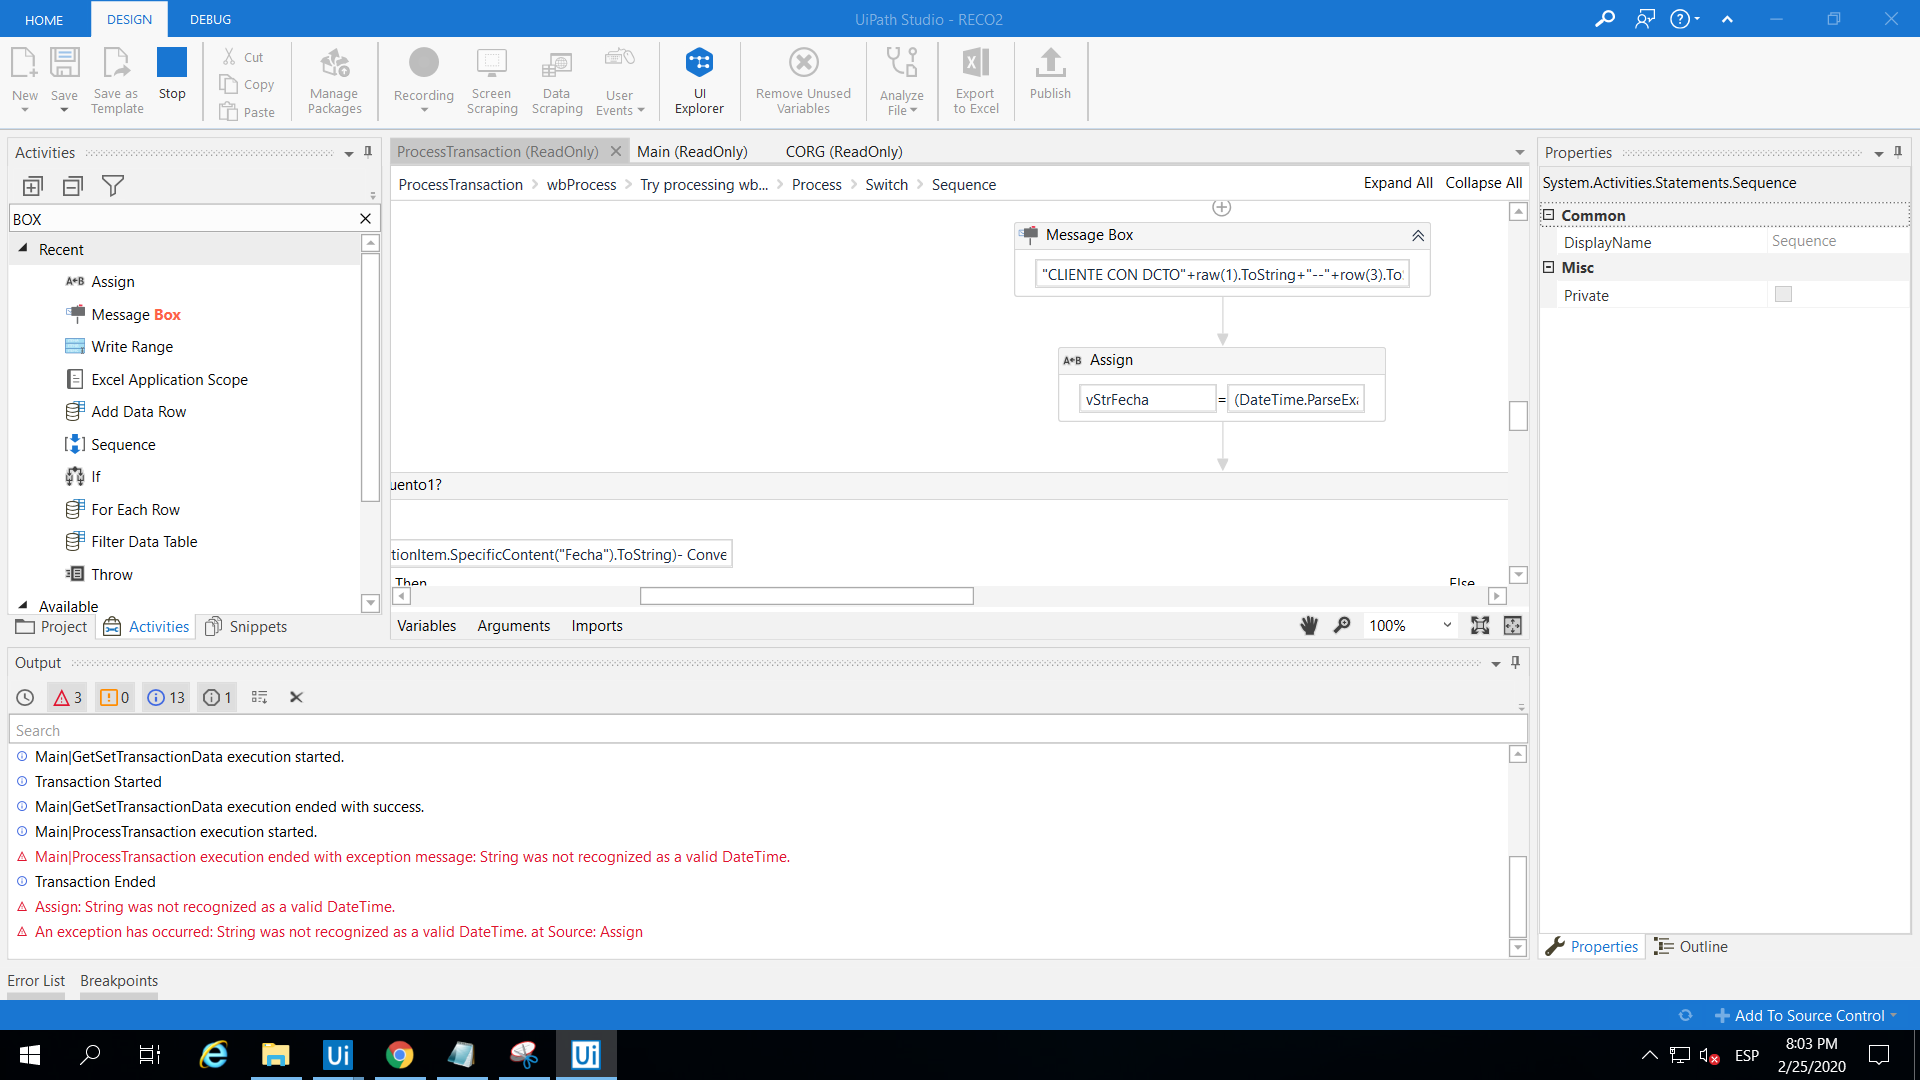 HOME
DESIGN
DEBUG
UiPath Studio - RECO2
New
Save
Save as Template
Stop
Cut
Copy
Paste
Manage Packages
Recording
Screen Scraping
Data Scraping
User Events
UI Explorer
Remove Unused Variables
Analyze File
Export to Excel
Publish
Activities
BOX
Recent
Assign
Message Box
Write Range
Excel Application Scope
Add Data Row
Sequence
If
For Each Row
Filter Data Table
Throw
Available
Project
Activities
Snippets
ProcessTransaction (ReadOnly)
Main (ReadOnly)
CORG (ReadOnly)
ProcessTransaction > wbProcess > Try processing wb... > Process > Switch > Sequence
Expand All
Collapse All
Message Box
"CLIENTE CON DCTO"+raw(1).ToString+"--"+row(3).To
A+B Assign
vStrFecha = (DateTime.ParseExa
uento1?
tionItem.SpecificContent("Fecha").ToString)- Conve
Then
Else
Variables
Arguments
Imports
100%
Properties
System.Activities.Statements.Sequence
Common
DisplayName
Sequence
Misc
Private
Properties
Outline
Output
3
0
13
1
Search
Main|GetSetTransactionData execution started.
Transaction Started
Main|GetSetTransactionData execution ended with success.
Main|ProcessTransaction execution started.
Main|ProcessTransaction execution ended with exception message: String was not recognized as a valid DateTime.
Transaction Ended
Assign: String was not recognized as a valid DateTime.
An exception has occurred: String was not recognized as a valid DateTime. at Source: Assign
Error List
Breakpoints
Add To Source Control
ESP
8:03 PM
2/25/2020